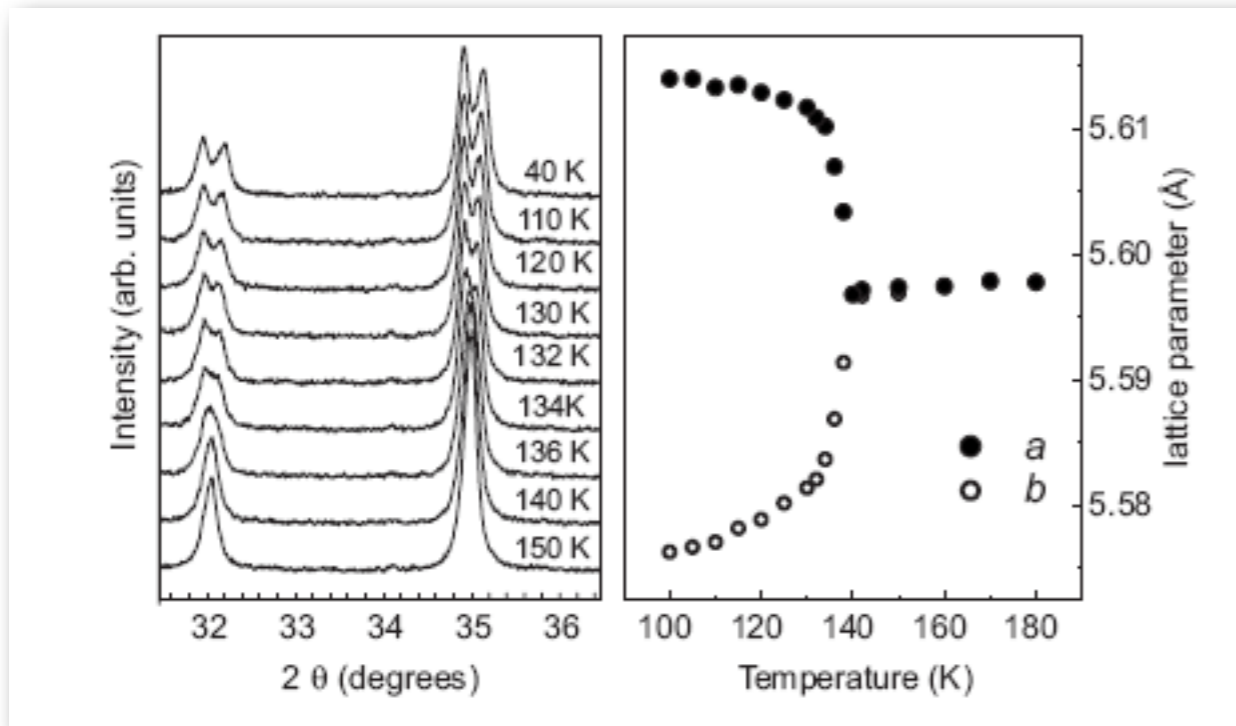 Intensity (arb. units)
40 K
110 K
120 K
130 K
132 K
134K
136 K
140 K
150 K
32 33 34 35 36
2 θ (degrees)
5.61
5.60
5.59
5.58
lattice parameter (Å)
a
b
100 120 140 160 180
Temperature (K)